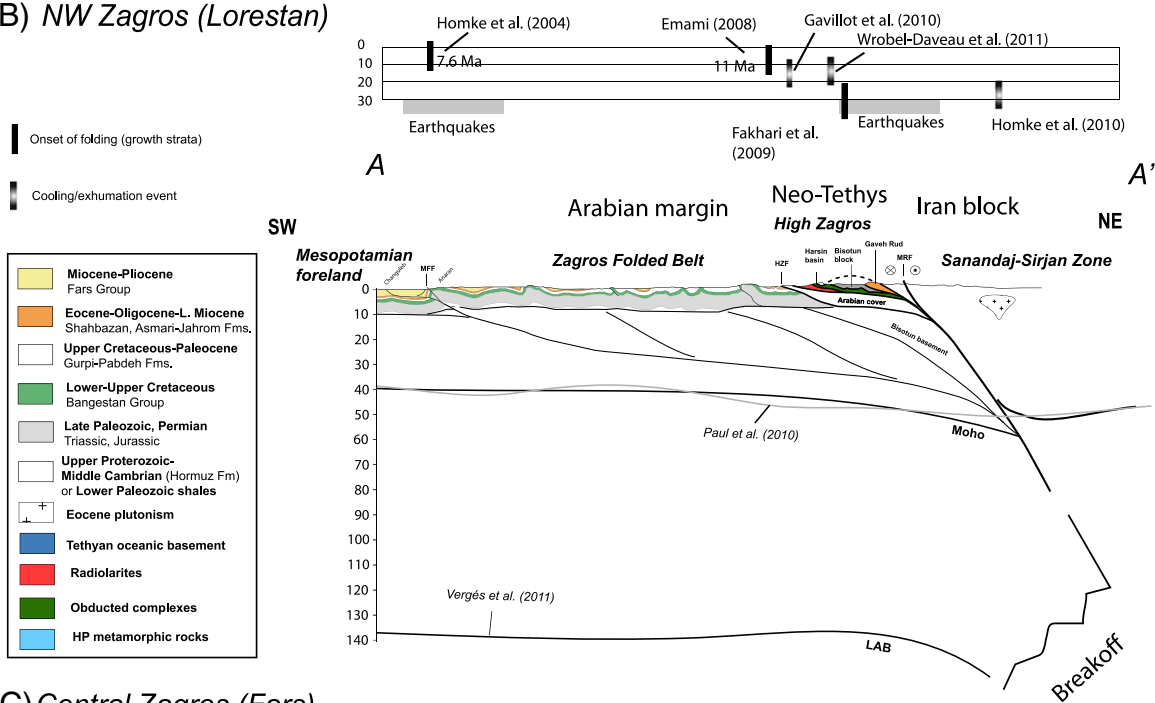 B) NW Zagros (Lorestan)
Homke et al. (2004)
Emami (2008)
Gavillot et al. (2010)
Wrobel-Daveau et al. (2011)
0
10
20
30
7.6 Ma
11 Ma
Earthquakes
Fakhari et al.
(2009)
Earthquakes
Homke et al. (2010)
Onset of folding (growth strata)
Cooling/exhumation event
A
A'
Arabian margin
Neo-Tethys
Iran block
SW
NE
High Zagros
Mesopotamian
foreland
Changuleh
MFF
Anaran
Zagros Folded Belt
HZF
Harsin
basin
Bisotun
block
Gaveh Rud
MRF
Sanandaj-Sirjan Zone
Arabian cover
Bisotun basement
0
10
20
30
40
50
60
70
80
90
100
110
120
130
140
Paul et al. (2010)
Moho
Vergés et al. (2011)
LAB
Breakoff
Miocene-Pliocene
Fars Group
Eocene-Oligocene-L. Miocene
Shahbazan, Asmari-Jahrom Fms.
Upper Cretaceous-Paleocene
Gurpi-Pabdeh Fms.
Lower-Upper Cretaceous
Bangestan Group
Late Paleozoic, Permian
Triassic, Jurassic
Upper Proterozoic-
Middle Cambrian (Hormuz Fm)
or Lower Paleozoic shales
Eocene plutonism
Tethyan oceanic basement
Radiolarites
Obducted complexes
HP metamorphic rocks
C) Central Zagros (Fars)